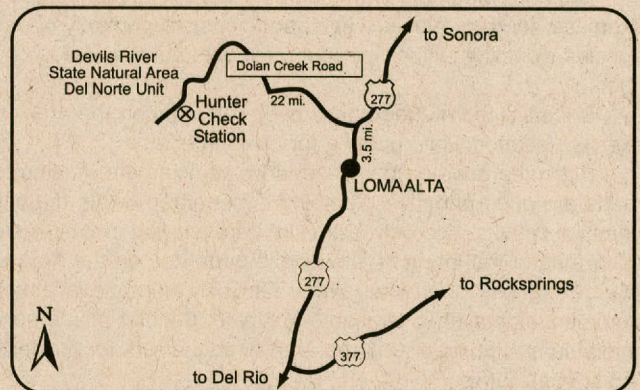 to Sonora
Devils River
State Natural Area
Del Norte Unit
Dolan Creek Road
277
22 mi.
Hunter
Check
Station
3.5 mi.
LOMA ALTA
277
to Rocksprings
N
377
to Del Rio